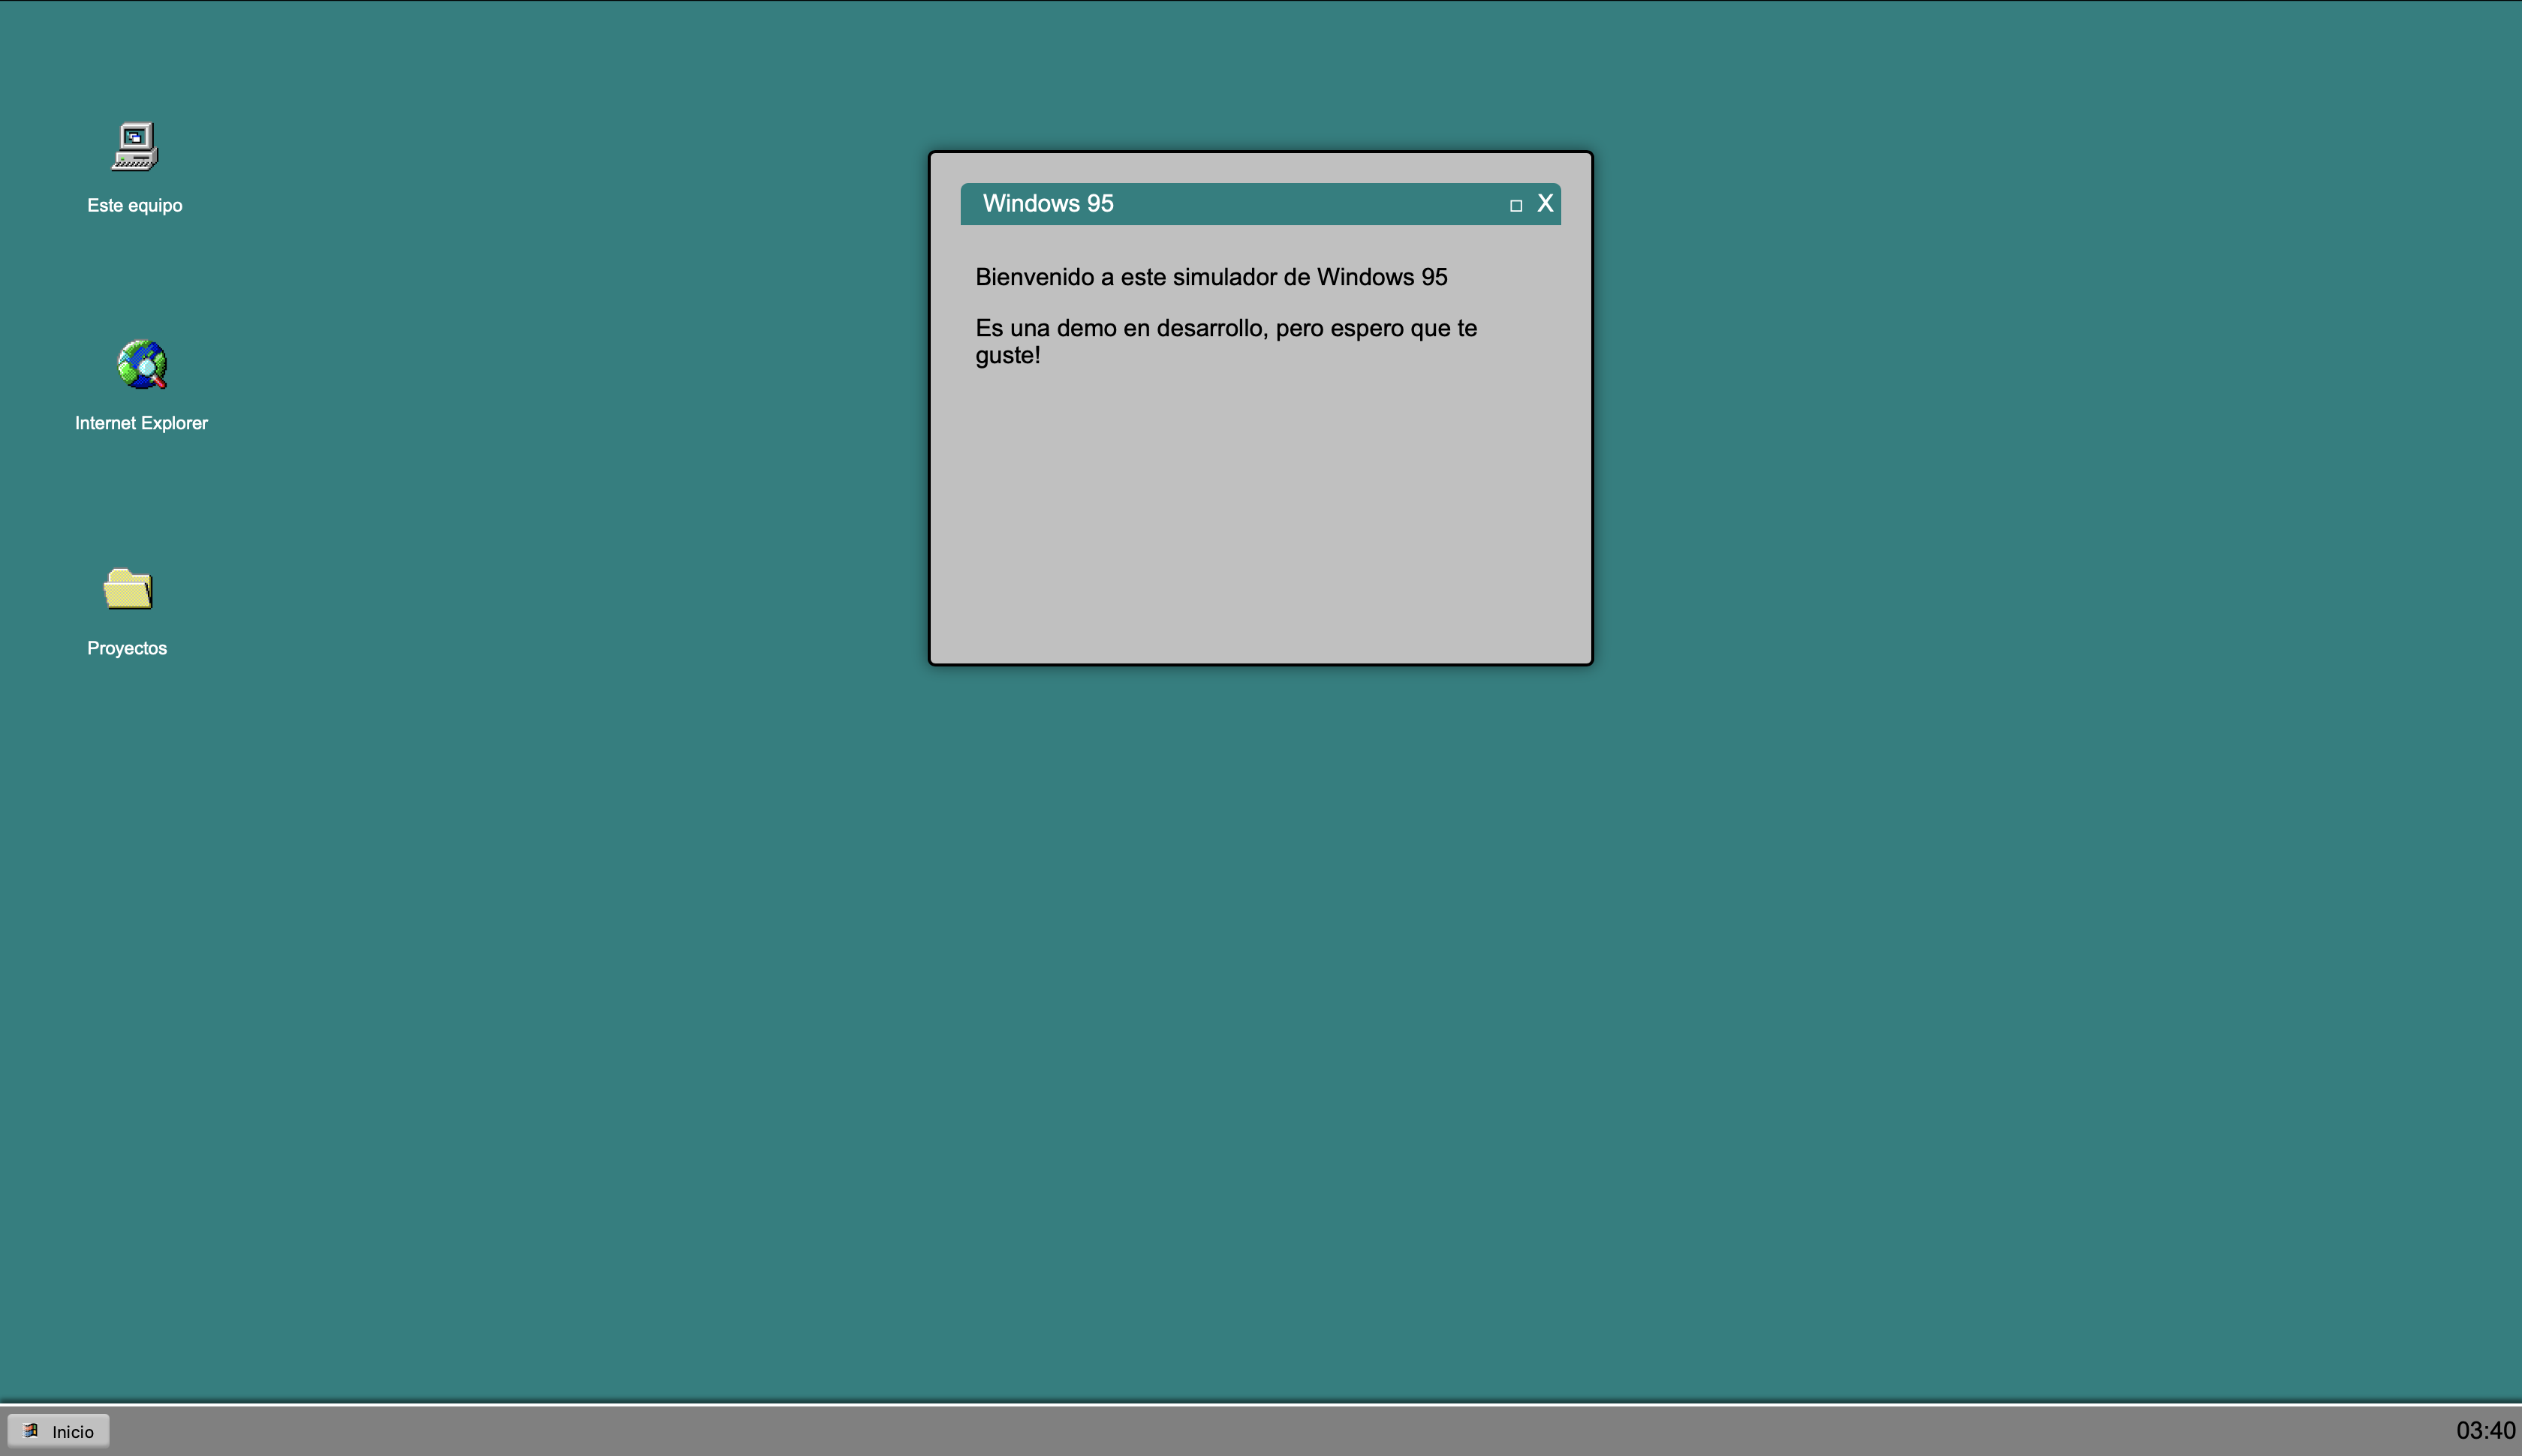 Este equipo
Internet Explorer
Proyectos
Windows 95
X
Bienvenido a este simulador de Windows 95
Es una demo en desarrollo, pero espero que te
guste!
Inicio
03:40